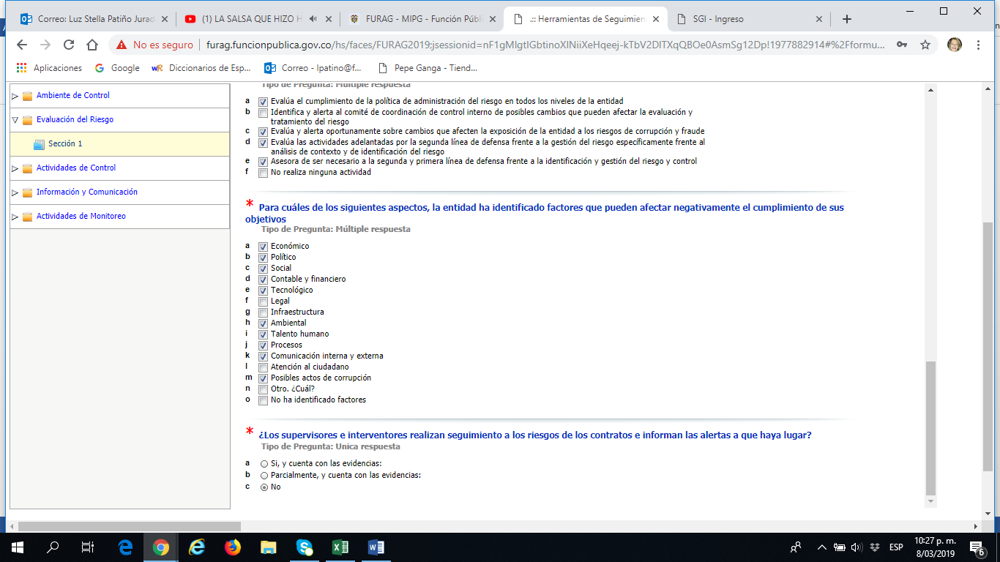 Correo: Luz Stella Patiño Jurad
(1) LA SALSA QUE HIZO H
FURAG - MIPG - Función Públi
.:: Herramientas de Seguimien
SGI - Ingreso
No es seguro
furag.funcionpublica.gov.co/hs/faces/FURAG2019;jsessionid=
Aplicaciones
Google
Diccionarios de Esp...
Correo - lpatino@f...
Pepe Ganga - Tiend...
Ambiente de Control
Evaluación del Riesgo
Sección 1
Actividades de Control
Información y Comunicación
Actividades de Monitoreo
Tipo de Pregunta: Múltiple respuesta
a Evalúa el cumplimiento de la política de administración del riesgo en todos los niveles de la entidad
b Identifica y alerta al comité de coordinación de control interno de posibles cambios que pueden afectar la evaluación y
tratamiento del riesgo
c Evalúa y alerta oportunamente sobre cambios que afecten la exposición de la entidad a los riesgos de corrupción y fraude
d Evalúa las actividades adelantadas por la segunda línea de defensa frente a la gestión del riesgo específicamente frente al
análisis de contexto y de identificación del riesgo
e Asesora de ser necesario a la segunda y primera línea de defensa frente a la identificación y gestión del riesgo y control
f No realiza ninguna actividad
* Para cuáles de los siguientes aspectos, la entidad ha identificado factores que pueden afectar negativamente el cumplimiento de sus
objetivos
Tipo de Pregunta: Múltiple respuesta
a Económico
b Político
c Social
d Contable y financiero
e Tecnológico
f Legal
g Infraestructura
h Ambiental
i Talento humano
j Procesos
k Comunicación interna y externa
l Atención al ciudadano
m Posibles actos de corrupción
n Otro. ¿Cuál?
o No ha identificado factores
* ¿Los supervisores e interventores realizan seguimiento a los riesgos de los contratos e informan las alertas a que haya lugar?
Tipo de Pregunta: Unica respuesta
a Si, y cuenta con las evidencias:
b Parcialmente, y cuenta con las evidencias:
c No
ESP
10:27 p. m.
8/03/2019
6